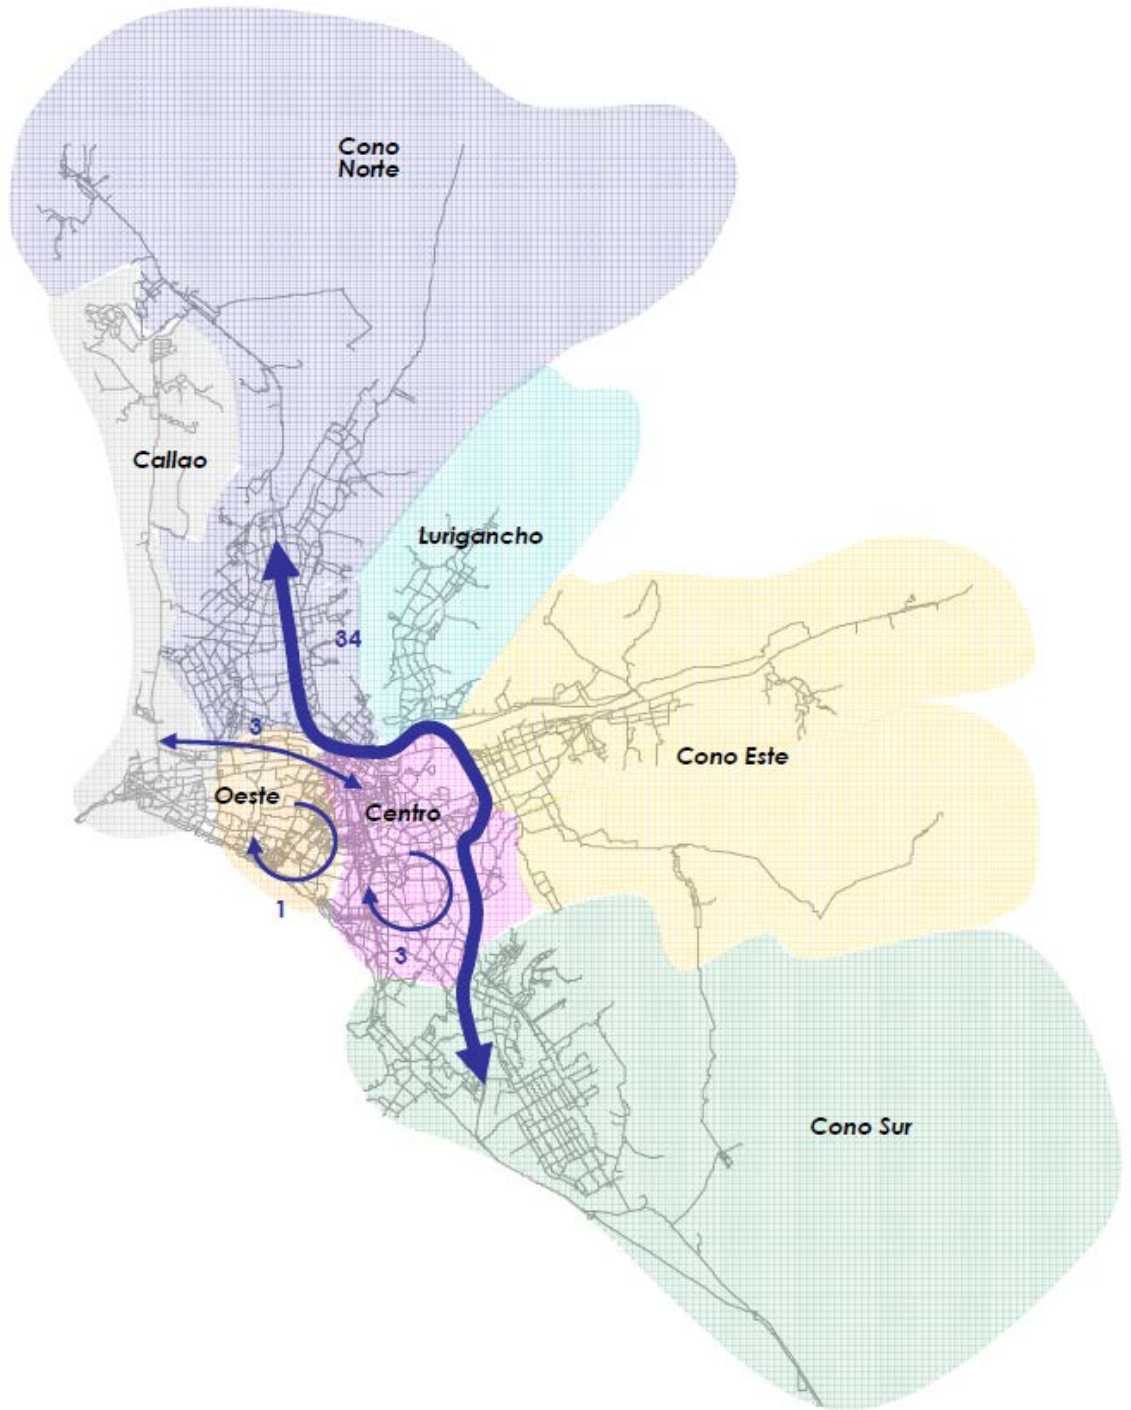 Cono
Norte
Callao
Lurigancho
34
3
Cono Este
Oeste
Centro
1
3
Cono Sur